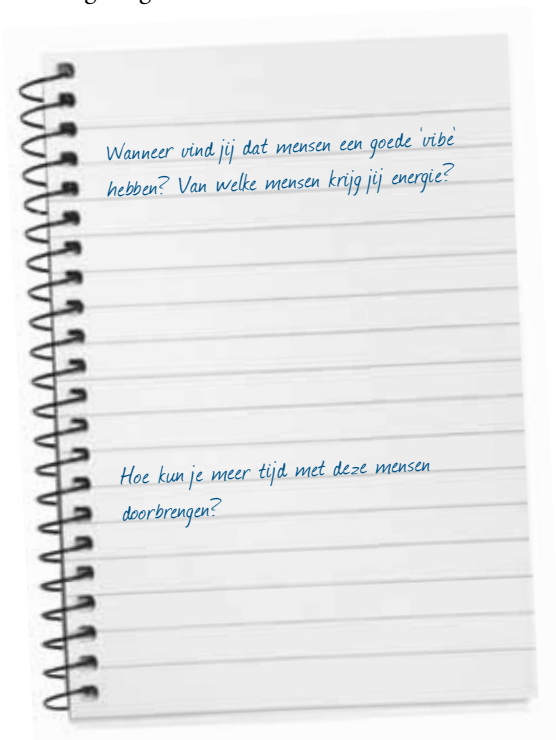 Wanneer vind jij dat mensen een goede 'vibe'
hebben? Van welke mensen krijg jij energie?
Hoe kun je meer tijd met deze mensen
doorbrengen?